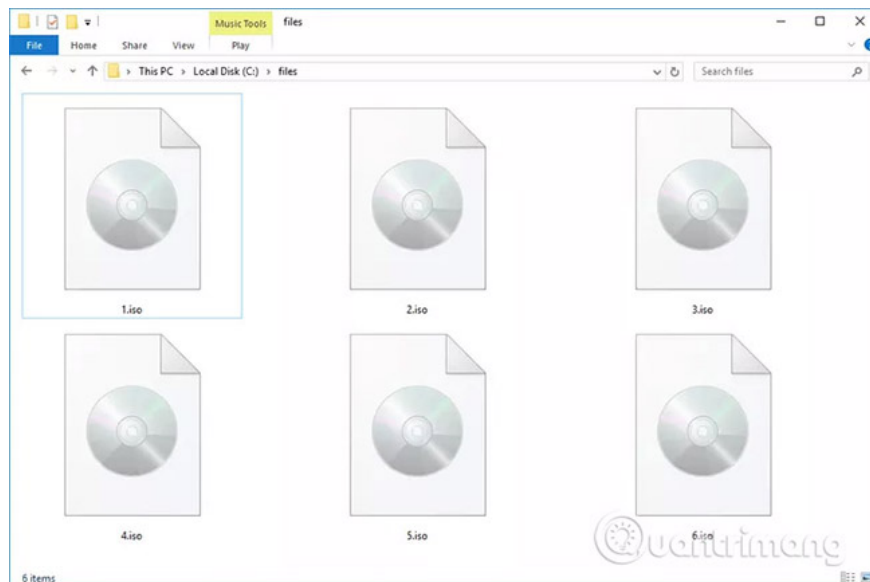 Music Tools files
File Home Share View Play
This PC > Local Disk (C:) > files Search files
1.iso 2.iso 3.iso
4.iso 5.iso 6.iso
Quantrimang
6 items